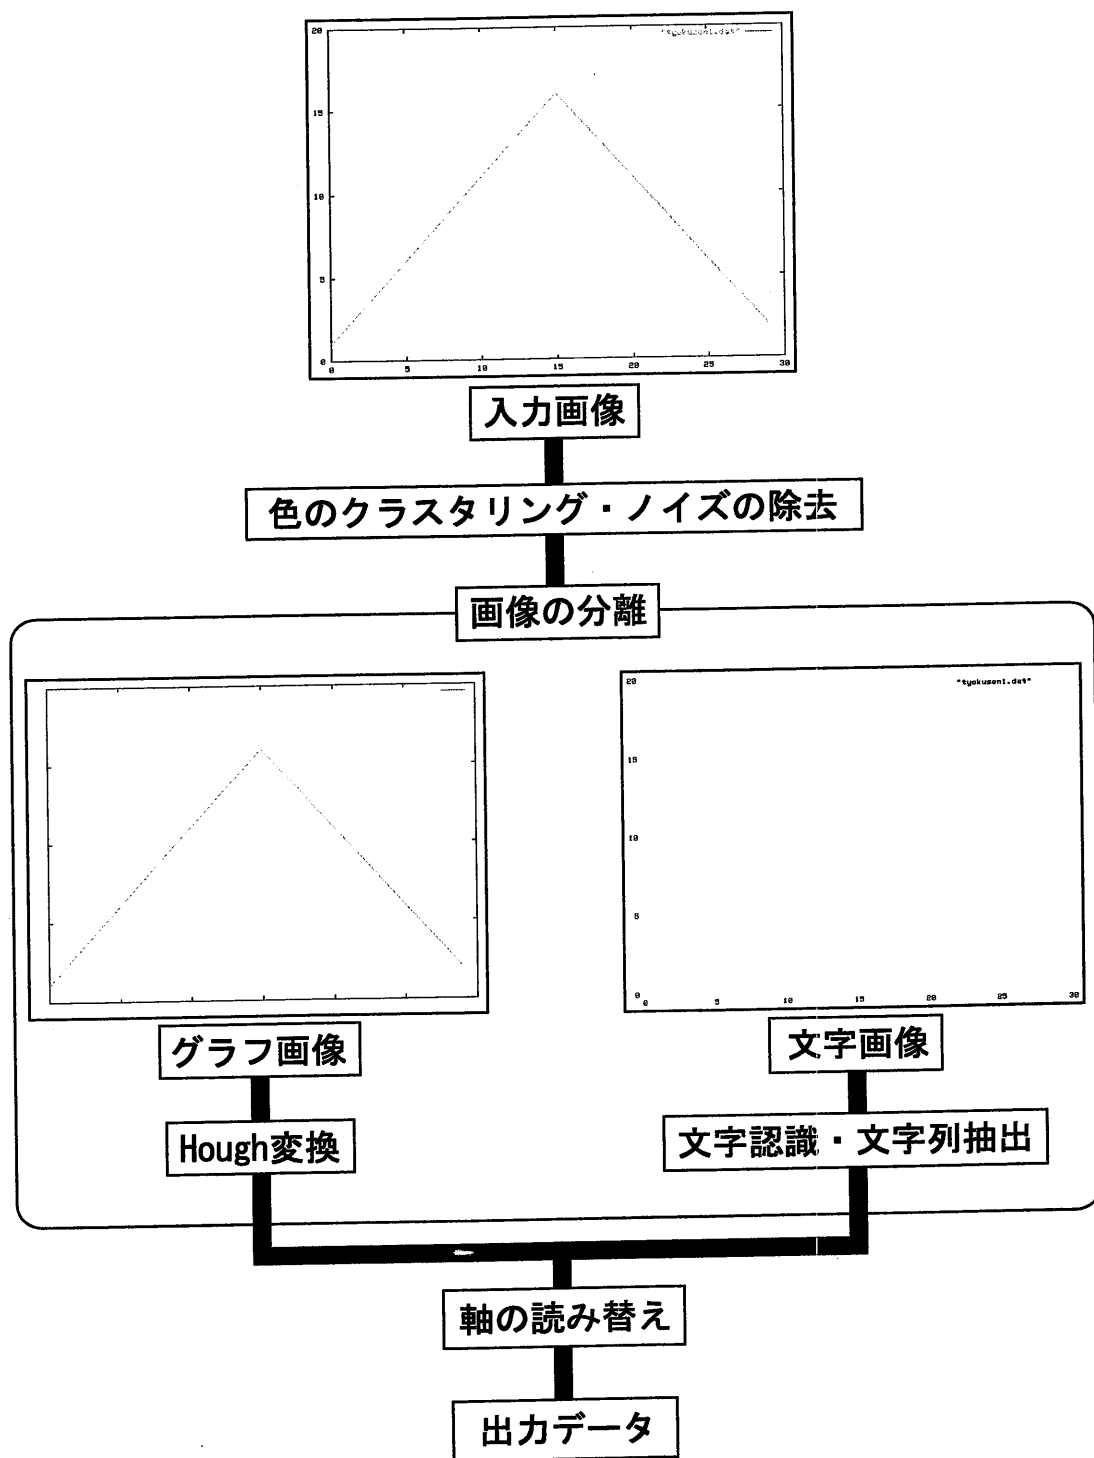 20
"tyokusen1.dat"
15
10
5
0
0 5 10 15 20 25 30
入力画像
色のクラスタリング・ノイズの除去
画像の分離
20
"tyokusen1.dat"
15
10
5
0
0 5 10 15 20 25 30
グラフ画像
文字画像
Hough変換
文字認識・文字列抽出
軸の読み替え
出力データ